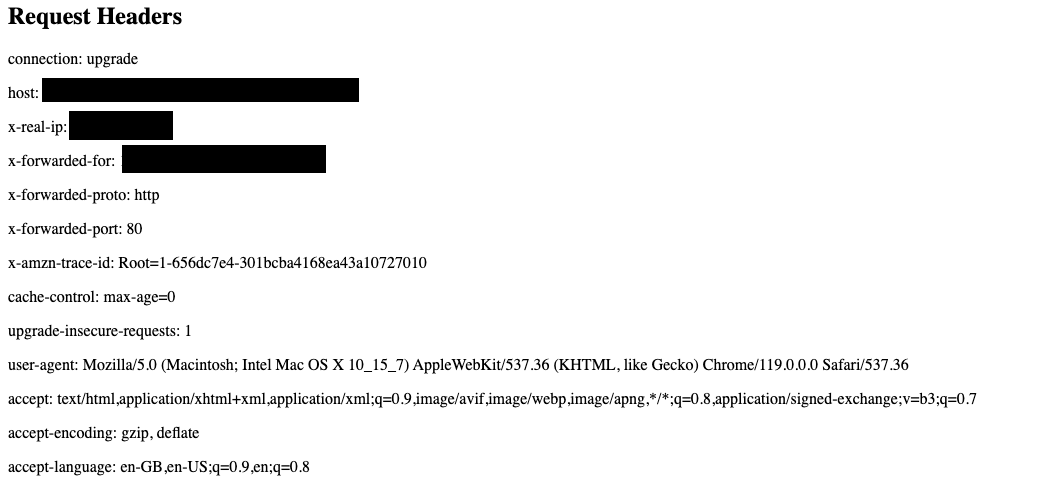 Request Headers
connection: upgrade
host:
x-real-ip:
x-forwarded-for:
x-forwarded-proto: http
x-forwarded-port: 80
x-amzn-trace-id: Root=1-656dc7e4-301bcba4168ea43a10727010
cache-control: max-age=0
upgrade-insecure-requests: 1
user-agent: Mozilla/5.0 (Macintosh; Intel Mac OS X 10_15_7) AppleWebKit/537.36 (KHTML, like Gecko) Chrome/119.0.0.0 Safari/537.36
accept: text/html,application/xhtml+xml,application/xml;q=0.9,image/avif,image/webp,image/apng,*/*;q=0.8,application/signed-exchange;v=b3;q=0.7
accept-encoding: gzip, deflate
accept-language: en-GB,en-US;q=0.9,en;q=0.8